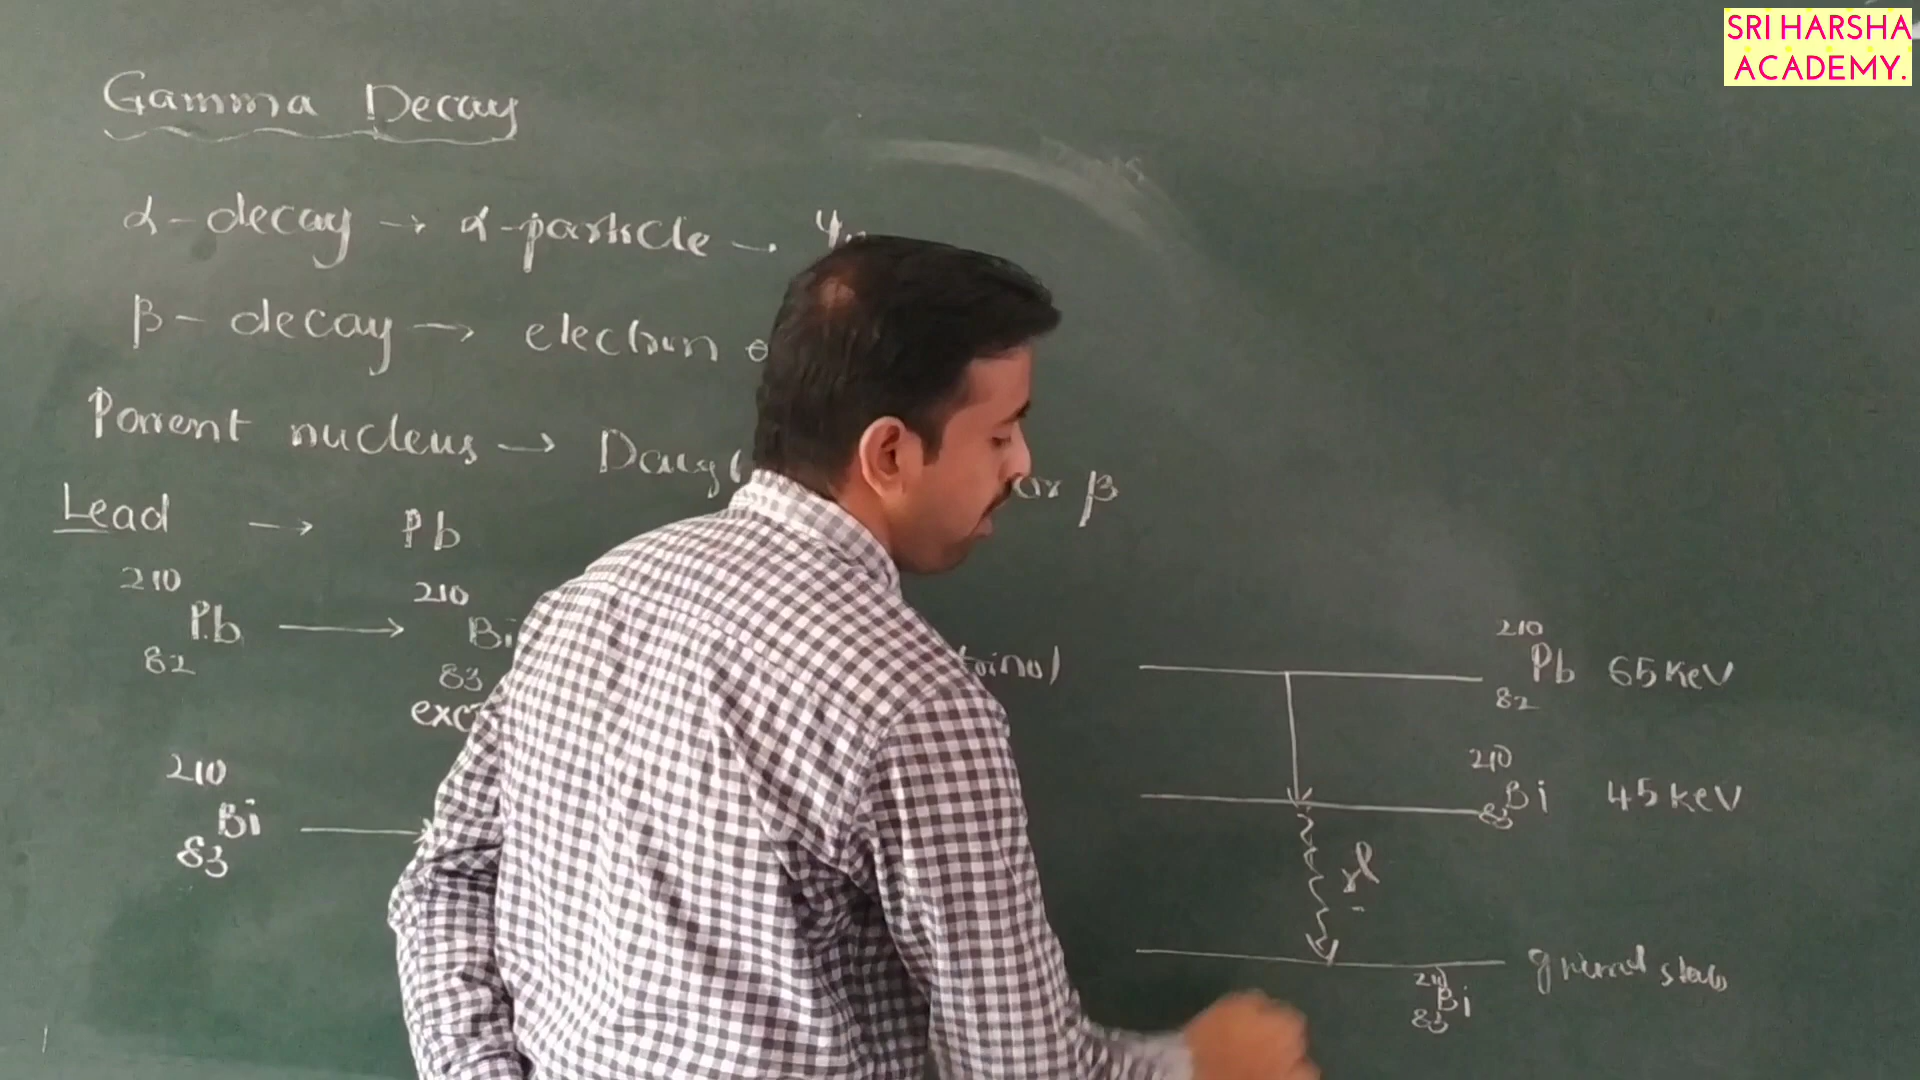 SRI HARSHA
ACADEMY.
Gamma Decay
α-decay → α-particle → 4
β- decay → electron
Parent nucleus → or β
Lead → Pb
210 Pb 82 → 210 Bi 83
210 Bi 83 →
210 Pb 82 65 KeV
210 Bi 83 45 KeV
γ
ground state
210 Bi 83